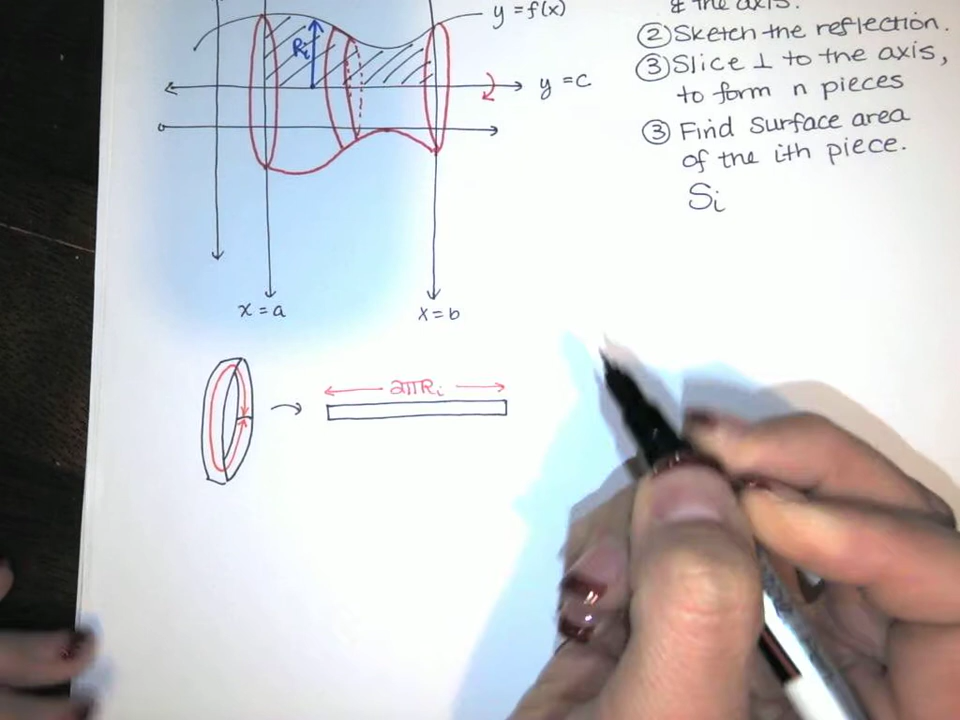 y = f(x)
& the axis.
② Sketch the reflection.
Ri
③ Slice ⊥ to the axis,
y = c
to form n pieces
③ Find surface area
of the ith piece.
Si
x = a
x = b
2πRi